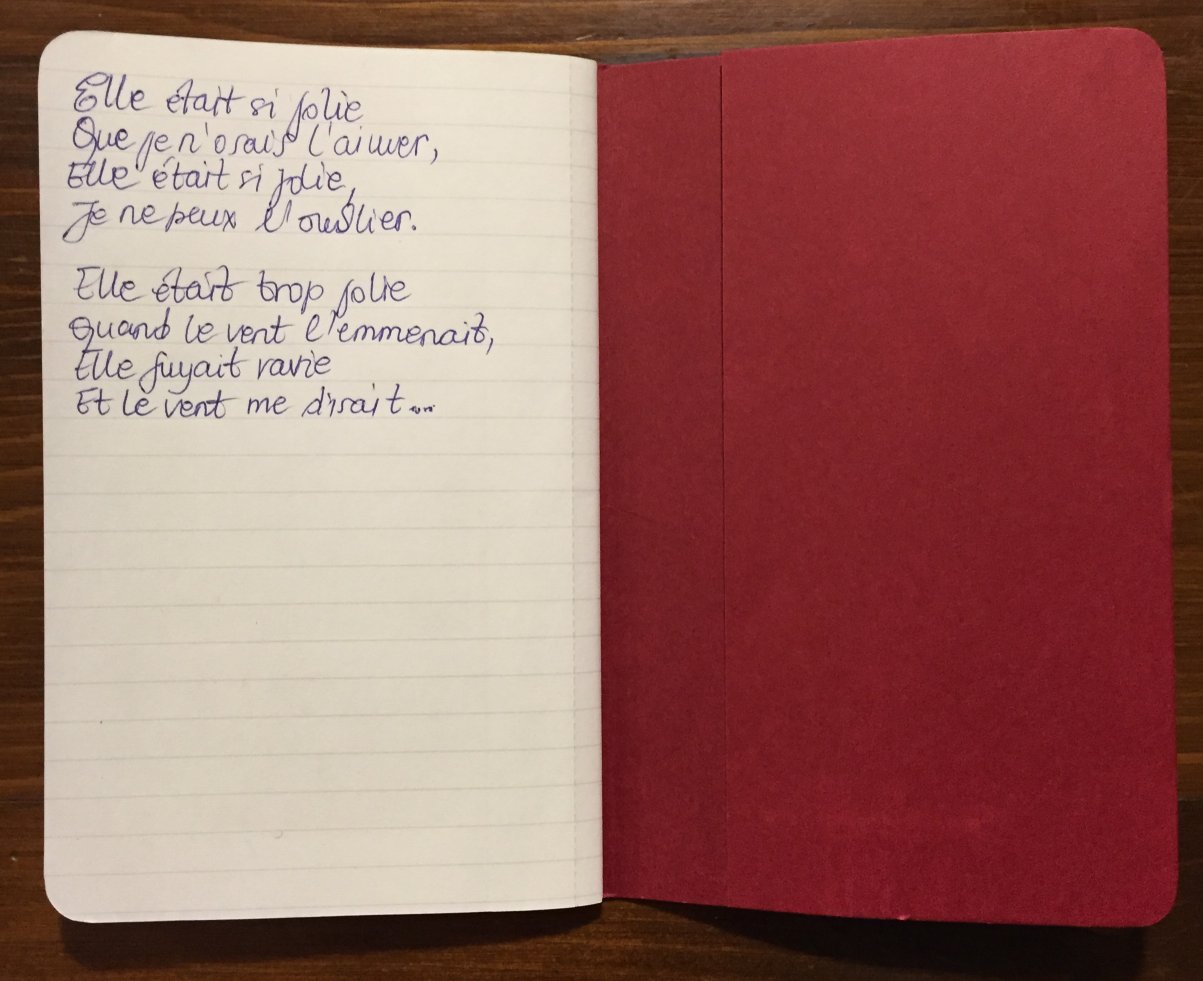 Elle était si jolie
Que je n'osais l'aimer,
Elle était si jolie,
Je ne peux l'oublier.
Elle était trop jolie
Quand le vent l'emmenait,
Elle fuyait ravie
Et le vent me disait...